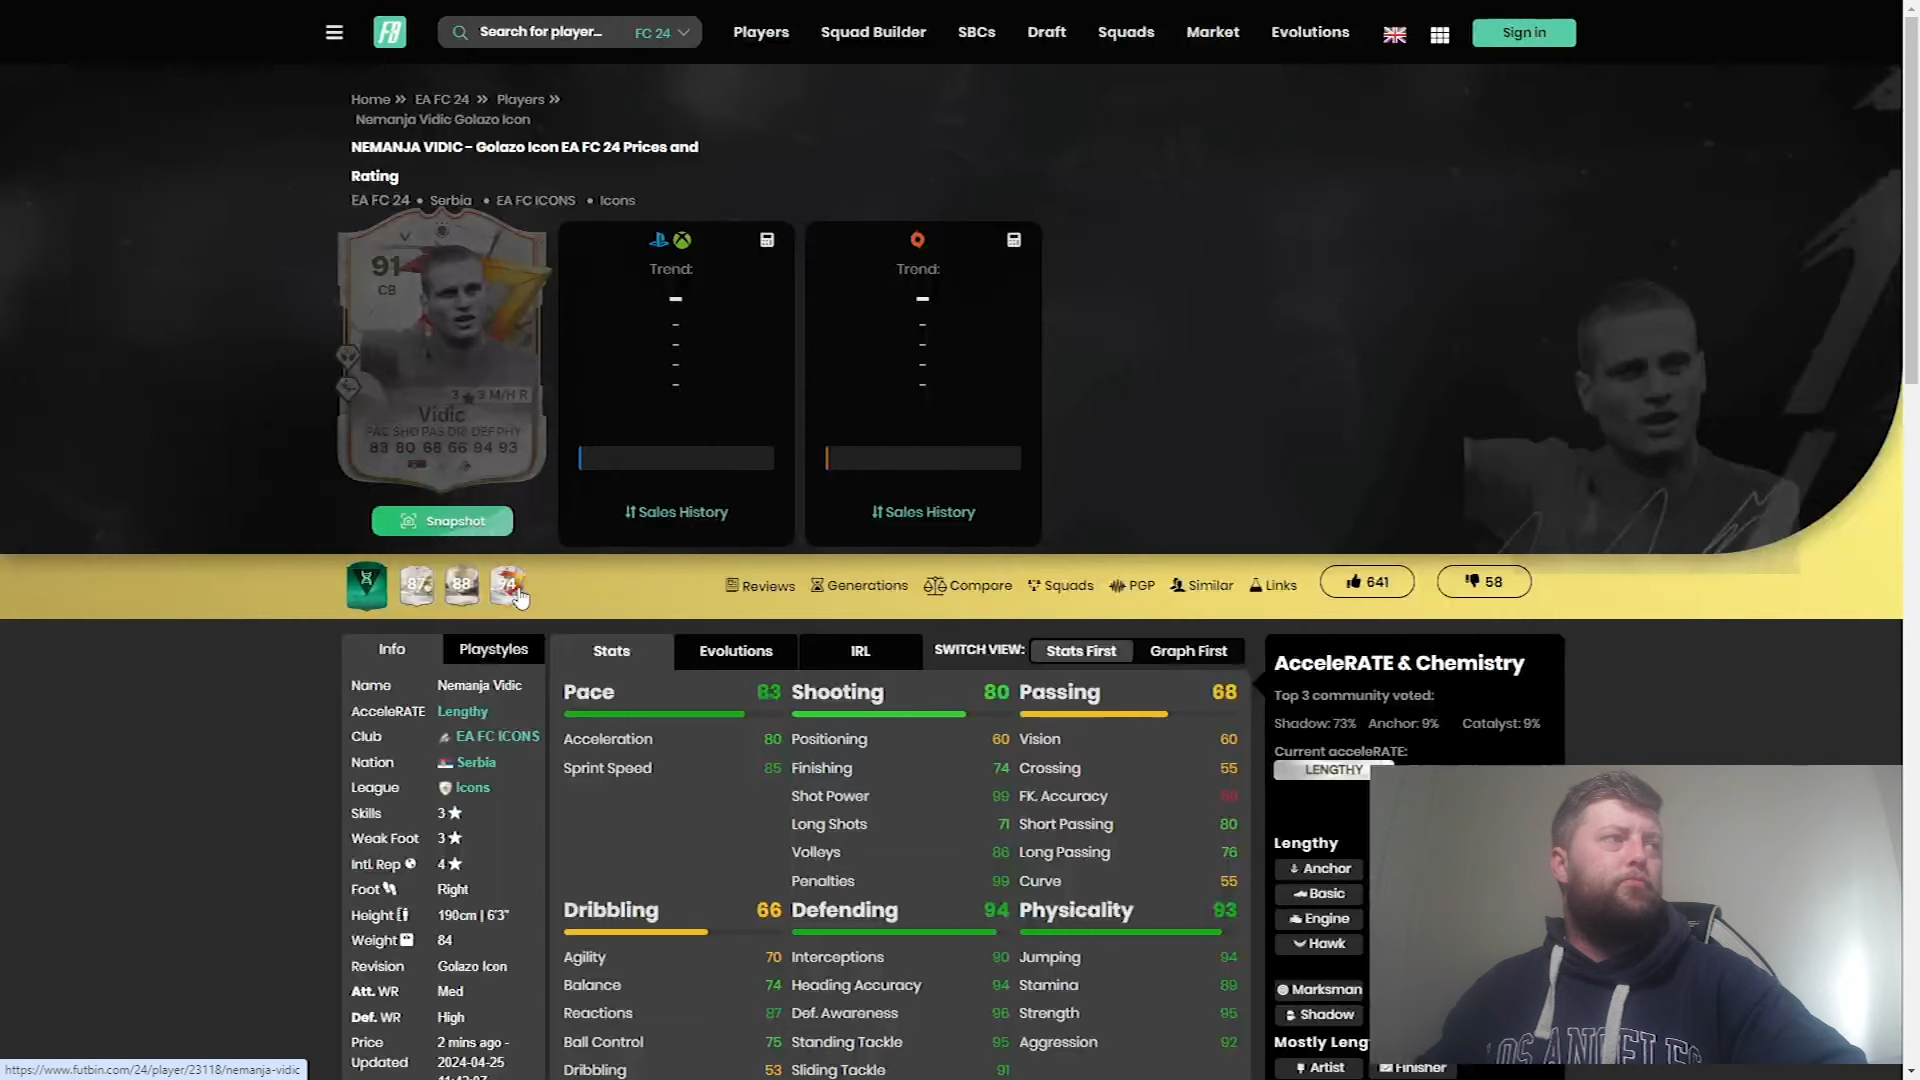 FB
Search for player...
FC 24
Players
Squad Builder
SBCs
Draft
Squads
Market
Evolutions
Sign in
Home » EA FC 24 » Players »
Nemanja Vidic Golazo Icon
NEMANJA VIDIC - Golazo Icon EA FC 24 Prices and
Rating
EA FC 24 • Serbia • EA FC ICONS • Icons
91
CB
3 ★ 3 M/H R
Vidic
PAC SHO PAS DRI DEF PHY
83 80 68 66 94 93
Snapshot
Trend:
-
-
-
-
-
Sales History
Trend:
-
-
-
-
-
Sales History
87
88
94
Reviews
Generations
Compare
Squads
PGP
Similar
Links
641
58
Info
Playstyles
Name Nemanja Vidic
AcceleRATE Lengthy
Club EA FC ICONS
Nation Serbia
League Icons
Skills 3 ★
Weak Foot 3 ★
Intl. Rep 4 ★
Foot Right
Height 190cm | 6'3"
Weight 84
Revision Golazo Icon
Att. WR Med
Def. WR High
Price 2 mins ago -
Updated 2024-04-25
Stats
Evolutions
IRL
SWITCH VIEW:
Stats First
Graph First
Pace 83
Acceleration 80
Sprint Speed 85
Shooting 80
Positioning 60
Finishing 74
Shot Power 99
Long Shots 71
Volleys 86
Penalties 99
Passing 68
Vision 60
Crossing 55
FK. Accuracy
Short Passing 80
Long Passing 76
Curve 55
Dribbling 66
Agility 70
Balance 74
Reactions 87
Ball Control 75
Dribbling 53
Defending 94
Interceptions 90
Heading Accuracy 94
Def. Awareness 96
Standing Tackle 95
Sliding Tackle 91
Physicality 93
Jumping 94
Stamina 89
Strength 95
Aggression 92
AcceleRATE & Chemistry
Top 3 community voted:
Shadow: 73% Anchor: 9% Catalyst: 9%
Current acceleRATE:
LENGTHY
Lengthy
Anchor
Basic
Engine
Hawk
Marksman
Shadow
Mostly Leng
Artist
Finisher
LOS ANGELES
https://www.futbin.com/24/player/23118/nemanja-vidic